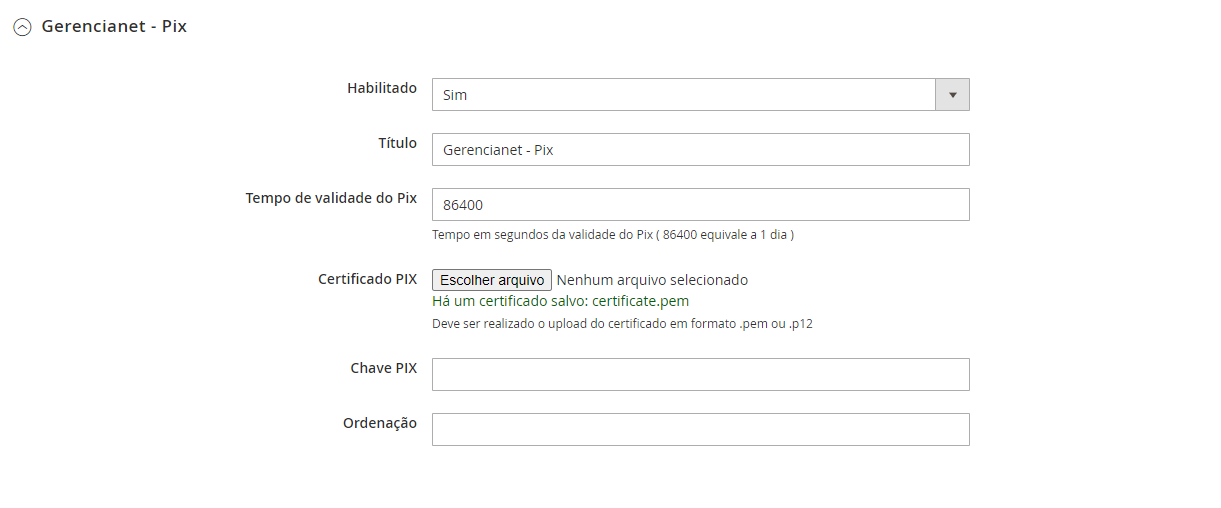 Gerencianet - Pix
Habilitado
Sim
Título
Gerencianet - Pix
Tempo de validade do Pix
86400
Tempo em segundos da validade do Pix ( 86400 equivale a 1 dia )
Certificado PIX
Escolher arquivo Nenhum arquivo selecionado
Há um certificado salvo: certificate.pem
Deve ser realizado o upload do certificado em formato .pem ou .p12
Chave PIX
Ordenação